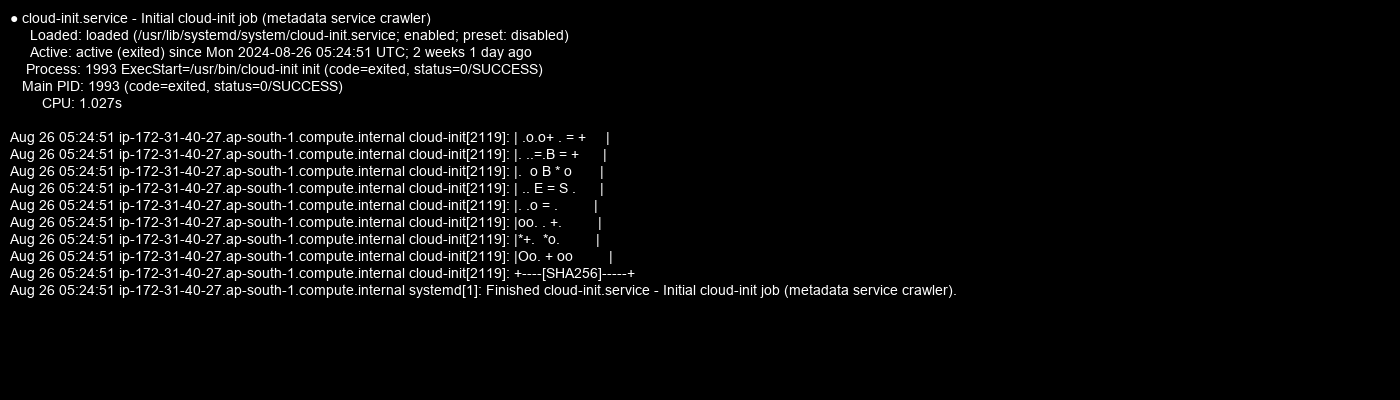 ● cloud-init.service - Initial cloud-init job (metadata service crawler)
     Loaded: loaded (/usr/lib/systemd/system/cloud-init.service; enabled; preset: disabled)
     Active: active (exited) since Mon 2024-08-26 05:24:51 UTC; 2 weeks 1 day ago
    Process: 1993 ExecStart=/usr/bin/cloud-init init (code=exited, status=0/SUCCESS)
   Main PID: 1993 (code=exited, status=0/SUCCESS)
        CPU: 1.027s

Aug 26 05:24:51 ip-172-31-40-27.ap-south-1.compute.internal cloud-init[2119]: | .o.o+ . = +     |
Aug 26 05:24:51 ip-172-31-40-27.ap-south-1.compute.internal cloud-init[2119]: |. ..=.B = +      |
Aug 26 05:24:51 ip-172-31-40-27.ap-south-1.compute.internal cloud-init[2119]: |.  o B * o       |
Aug 26 05:24:51 ip-172-31-40-27.ap-south-1.compute.internal cloud-init[2119]: | .. E = S .      |
Aug 26 05:24:51 ip-172-31-40-27.ap-south-1.compute.internal cloud-init[2119]: |. .o = .         |
Aug 26 05:24:51 ip-172-31-40-27.ap-south-1.compute.internal cloud-init[2119]: |oo. . +.         |
Aug 26 05:24:51 ip-172-31-40-27.ap-south-1.compute.internal cloud-init[2119]: |*+.  *o.         |
Aug 26 05:24:51 ip-172-31-40-27.ap-south-1.compute.internal cloud-init[2119]: |Oo. + oo         |
Aug 26 05:24:51 ip-172-31-40-27.ap-south-1.compute.internal cloud-init[2119]: +----[SHA256]-----+
Aug 26 05:24:51 ip-172-31-40-27.ap-south-1.compute.internal systemd[1]: Finished cloud-init.service - Initial cloud-init job (metadata service crawler).